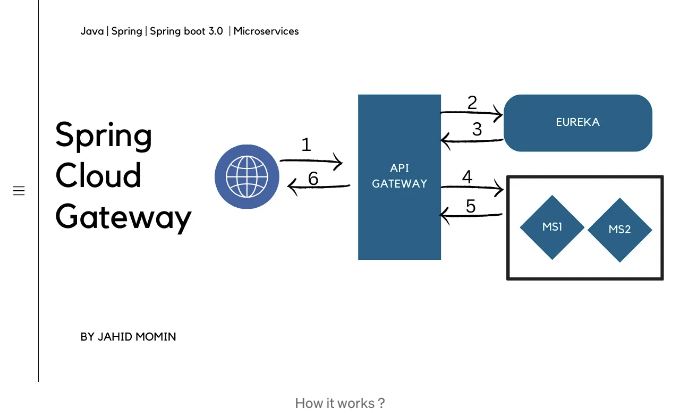 Java | Spring | Spring boot 3.0 | Microservices
Spring
Cloud
Gateway
1
6
API
GATEWAY
2
3
EUREKA
4
5
MS1
MS2
BY JAHID MOMIN
How it works ?